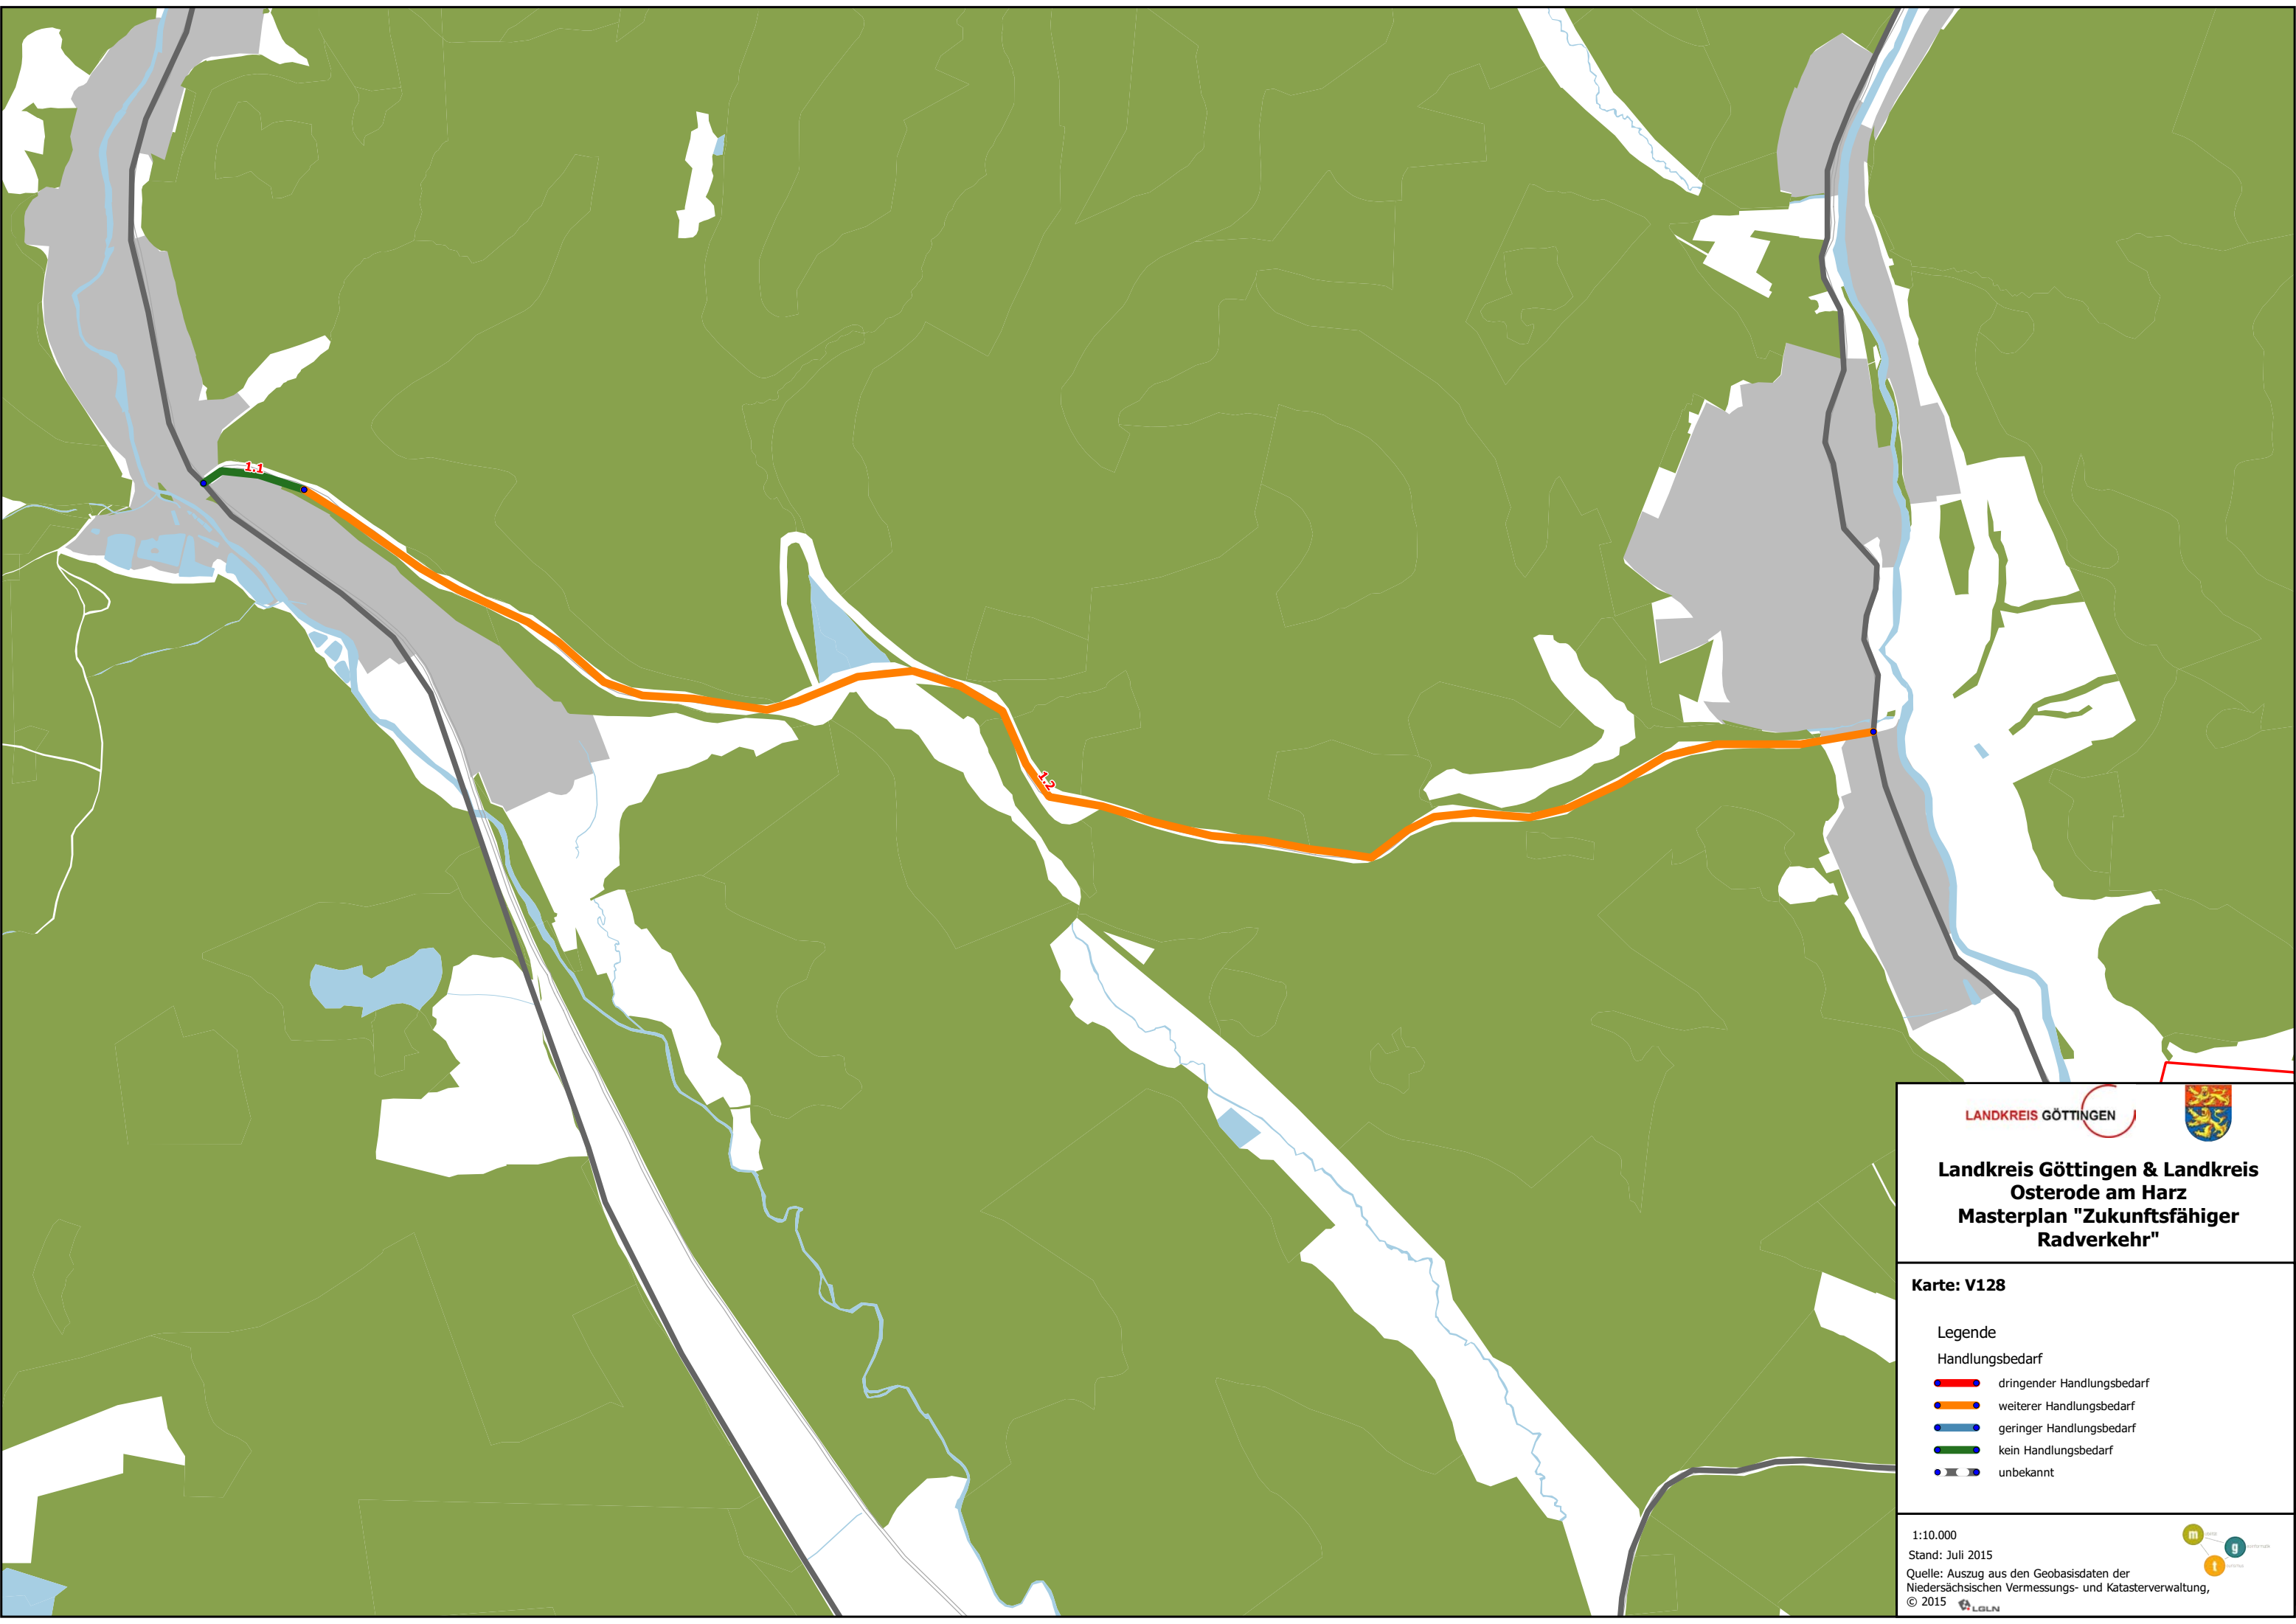 1.1
1.2
LANDKREIS GÖTTINGEN
Landkreis Göttingen & Landkreis
Osterode am Harz
Masterplan "Zukunftsfähiger
Radverkehr"
Karte: V128
Legende
Handlungsbedarf
dringender Handlungsbedarf
weiterer Handlungsbedarf
geringer Handlungsbedarf
kein Handlungsbedarf
unbekannt
1:10.000
Stand: Juli 2015
Quelle: Auszug aus den Geobasisdaten der
Niedersächsischen Vermessungs- und Katasterverwaltung,
© 2015 LGLN
m
g
t